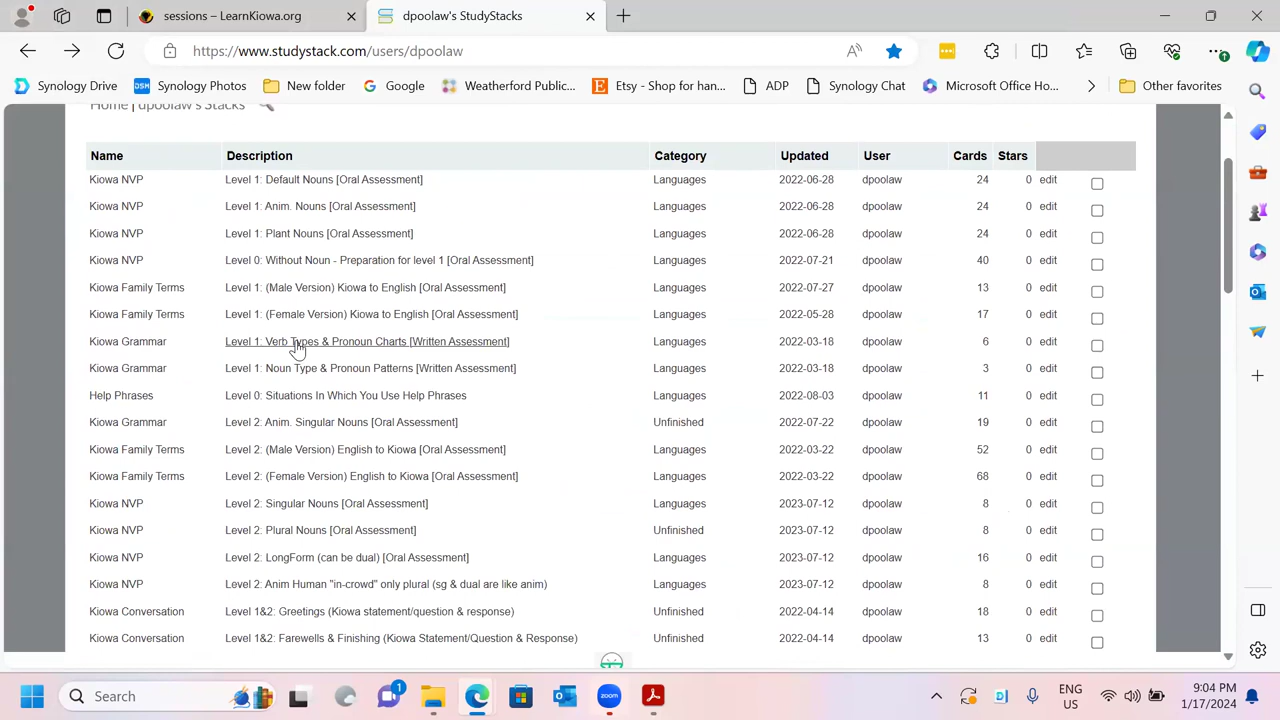 sessions – LearnKiowa.org
dpoolaw's StudyStacks
https://www.studystack.com/users/dpoolaw
Synology Drive
Synology Photos
New folder
Google
Weatherford Public...
Etsy - Shop for han...
ADP
Synology Chat
Microsoft Office Ho...
Other favorites
Home | dpoolaw's Stacks
Name Description Category Updated User Cards Stars
Kiowa NVP Level 1: Default Nouns [Oral Assessment] Languages 2022-06-28 dpoolaw 24 0 edit
Kiowa NVP Level 1: Anim. Nouns [Oral Assessment] Languages 2022-06-28 dpoolaw 24 0 edit
Kiowa NVP Level 1: Plant Nouns [Oral Assessment] Languages 2022-06-28 dpoolaw 24 0 edit
Kiowa NVP Level 0: Without Noun - Preparation for level 1 [Oral Assessment] Languages 2022-07-21 dpoolaw 40 0 edit
Kiowa Family Terms Level 1: (Male Version) Kiowa to English [Oral Assessment] Languages 2022-07-27 dpoolaw 13 0 edit
Kiowa Family Terms Level 1: (Female Version) Kiowa to English [Oral Assessment] Languages 2022-05-28 dpoolaw 17 0 edit
Kiowa Grammar Level 1: Verb Types & Pronoun Charts [Written Assessment] Languages 2022-03-18 dpoolaw 6 0 edit
Kiowa Grammar Level 1: Noun Type & Pronoun Patterns [Written Assessment] Languages 2022-03-18 dpoolaw 3 0 edit
Help Phrases Level 0: Situations In Which You Use Help Phrases Languages 2022-08-03 dpoolaw 11 0 edit
Kiowa Grammar Level 2: Anim. Singular Nouns [Oral Assessment] Unfinished 2022-07-22 dpoolaw 19 0 edit
Kiowa Family Terms Level 2: (Male Version) English to Kiowa [Oral Assessment] Languages 2022-03-22 dpoolaw 52 0 edit
Kiowa Family Terms Level 2: (Female Version) English to Kiowa [Oral Assessment] Languages 2022-03-22 dpoolaw 68 0 edit
Kiowa NVP Level 2: Singular Nouns [Oral Assessment] Languages 2023-07-12 dpoolaw 8 0 edit
Kiowa NVP Level 2: Plural Nouns [Oral Assessment] Unfinished 2023-07-12 dpoolaw 8 0 edit
Kiowa NVP Level 2: LongForm (can be dual) [Oral Assessment] Languages 2023-07-12 dpoolaw 16 0 edit
Kiowa NVP Level 2: Anim Human "in-crowd" only plural (sg & dual are like anim) Languages 2023-07-12 dpoolaw 8 0 edit
Kiowa Conversation Level 1&2: Greetings (Kiowa statement/question & response) Unfinished 2022-04-14 dpoolaw 18 0 edit
Kiowa Conversation Level 1&2: Farewells & Finishing (Kiowa Statement/Question & Response) Unfinished 2022-04-14 dpoolaw 13 0 edit
Search
1
zoom
ENG
US
9:04 PM
1/17/2024